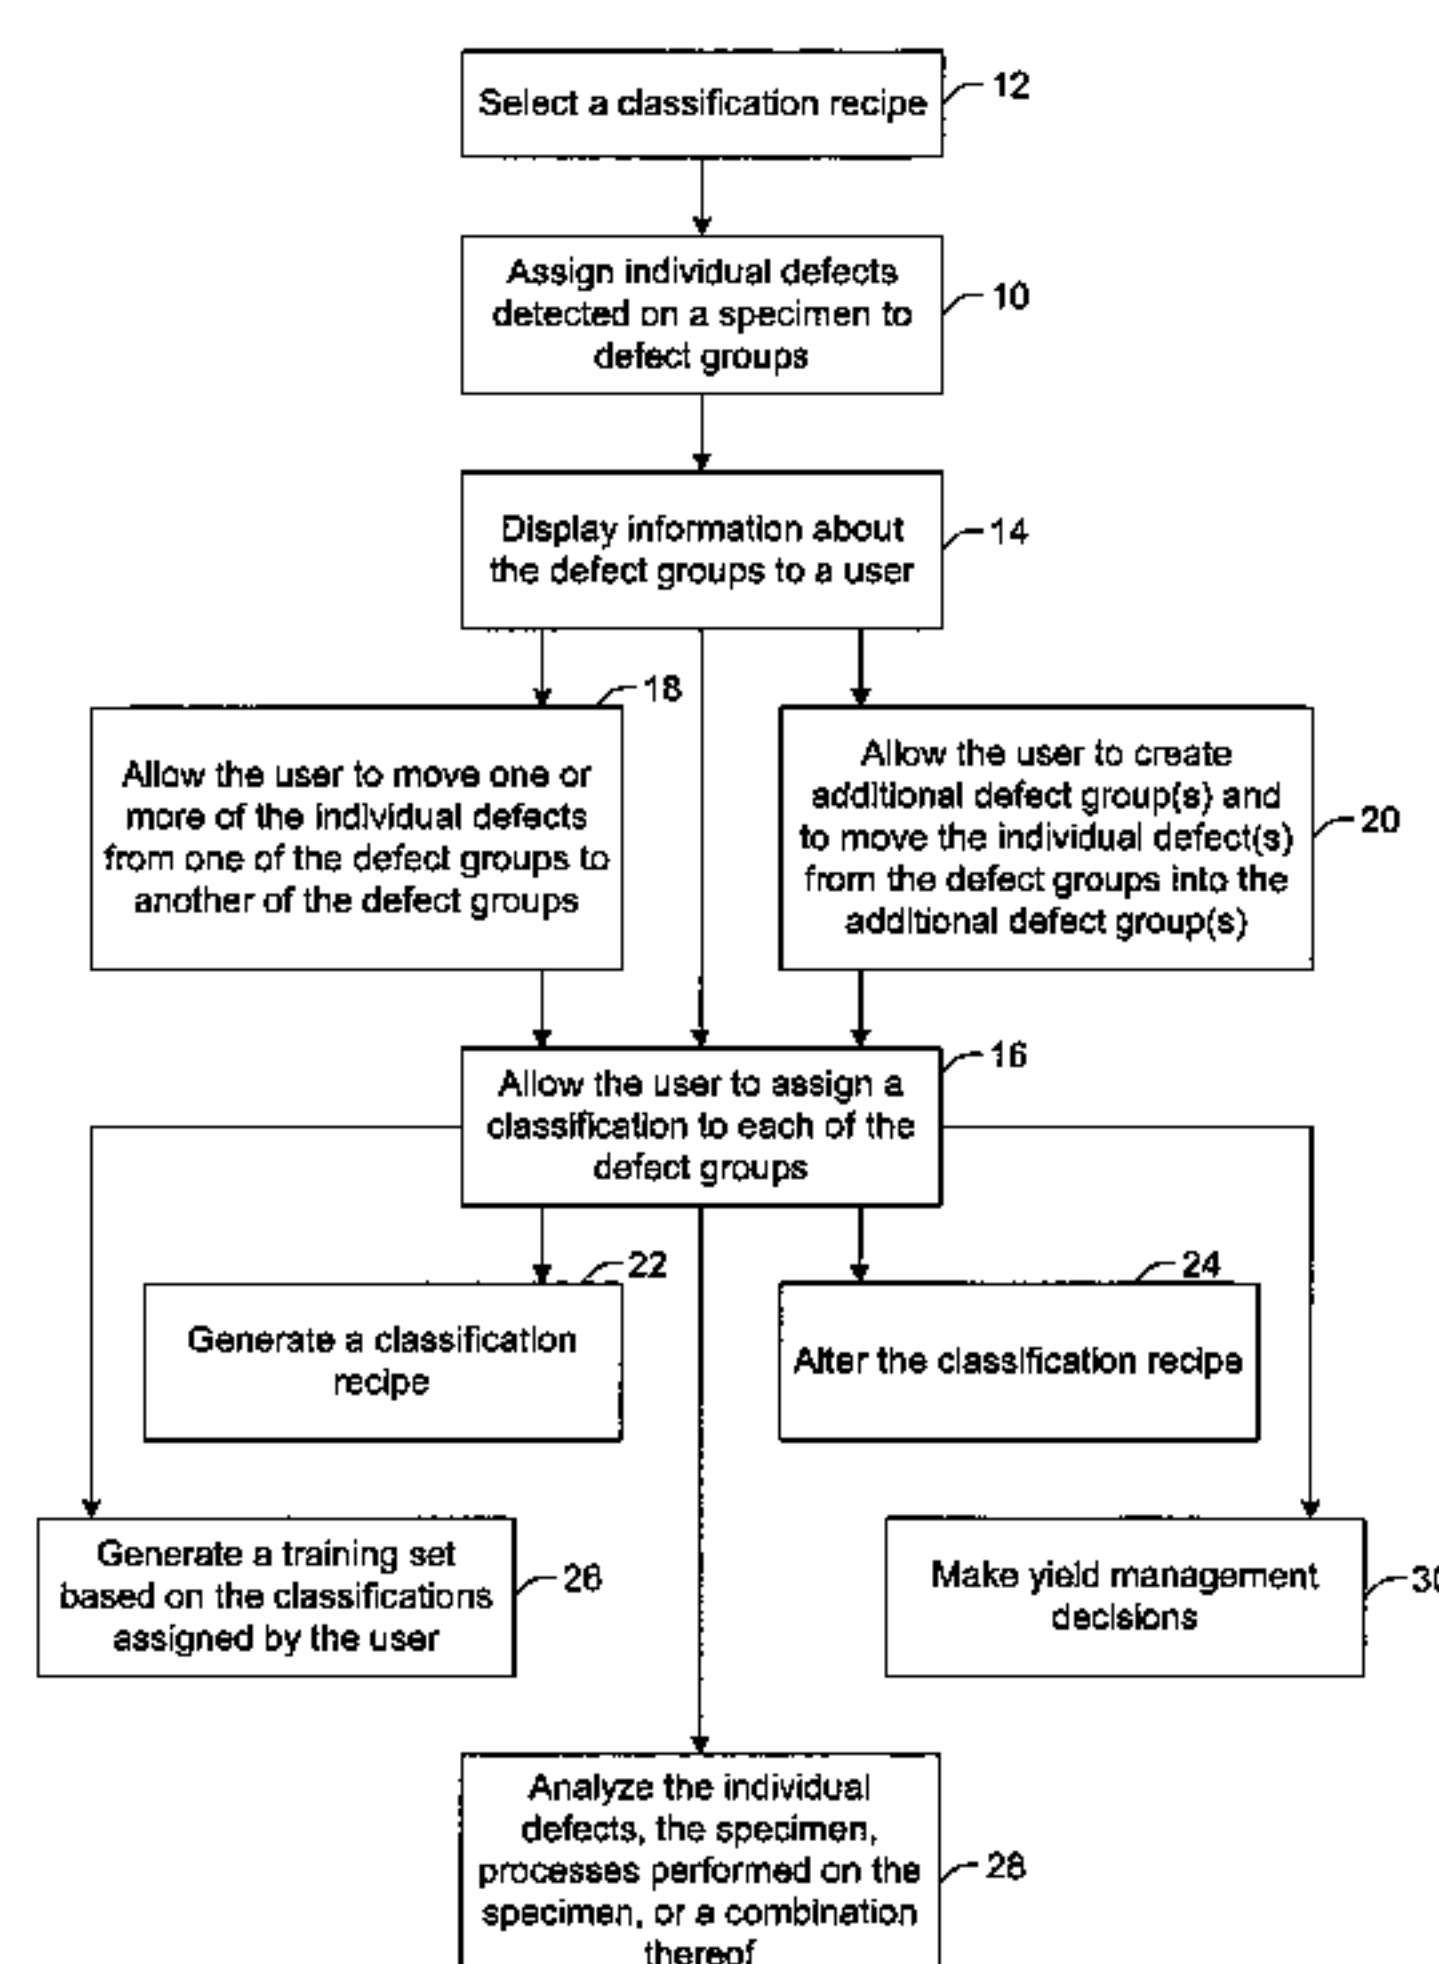 Select a classification recipe
12
Assign individual defects
detected on a specimen to
defect groups
10
Display information about
the defect groups to a user
14
18
Allow the user to move one or
more of the individual defects
from one of the defect groups to
another of the defect groups
Allow the user to create
additional defect group(s) and
to move the individual defect(s)
from the defect groups into the
additional defect group(s)
20
Allow the user to assign a
classification to each of the
defect groups
16
22
Generate a classification
recipe
24
Alter the classification recipe
Generate a training set
based on the classifications
assigned by the user
26
Make yield management
decisions
30
Analyze the individual
defects, the specimen,
processes performed on the
specimen, or a combination
thereof
28